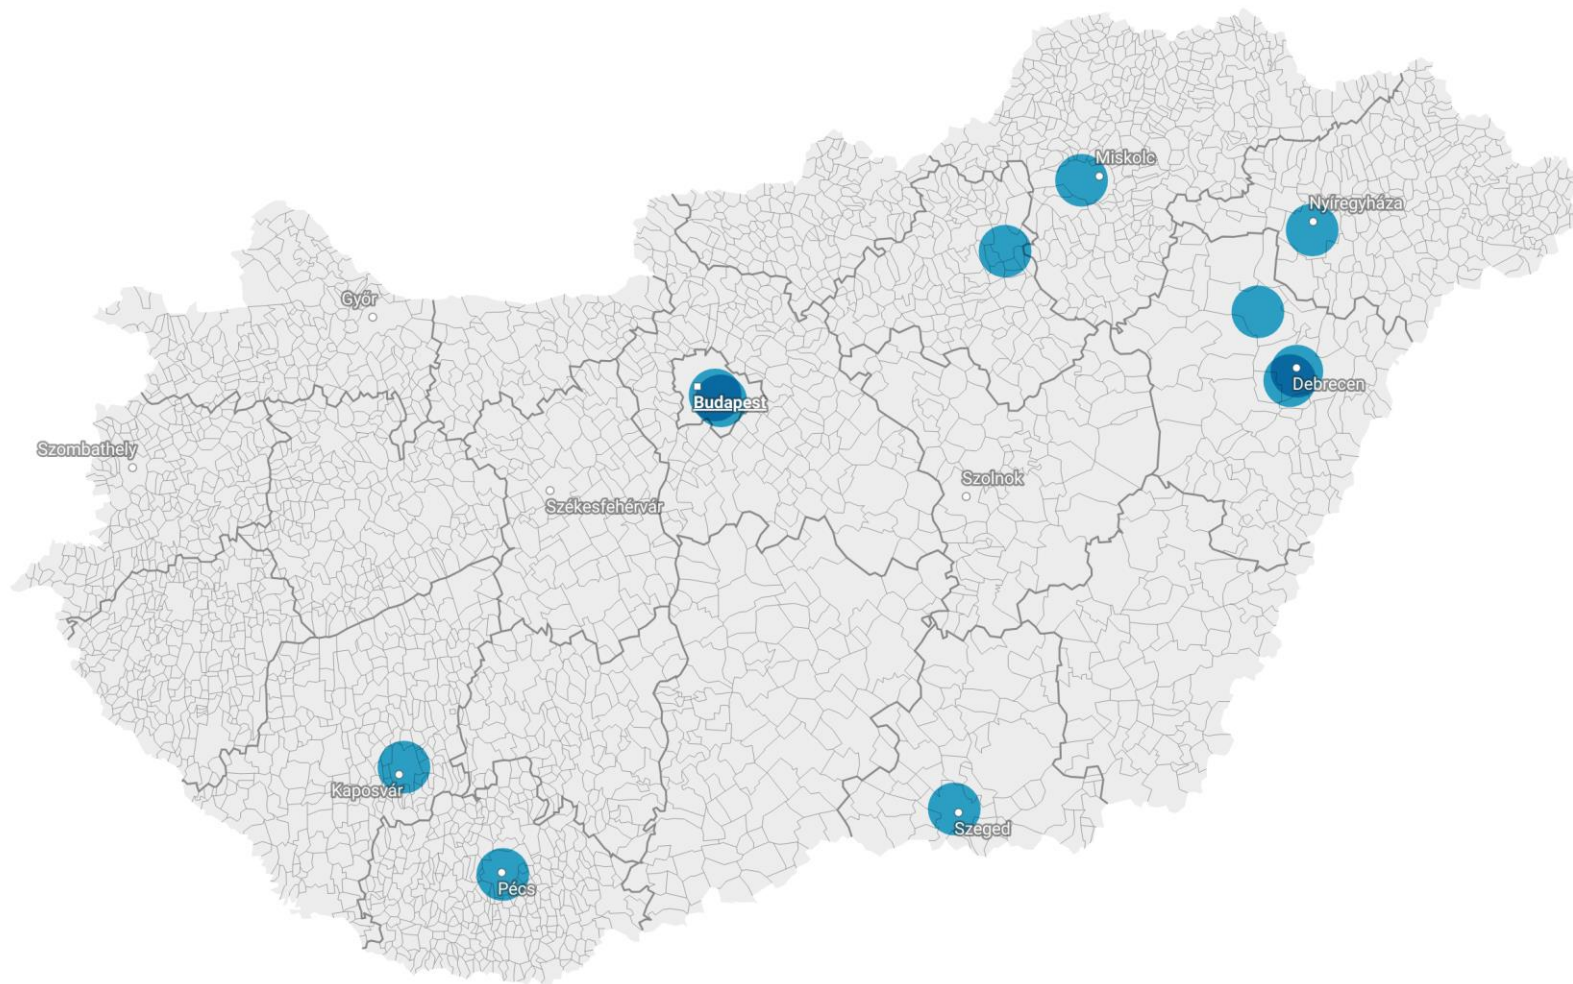 Miskolc
Nyíregyháza
Győr
Debrecen
Budapest
Szombathely
Szolnok
Székesfehérvár
Kaposvár
Szeged
Pécs